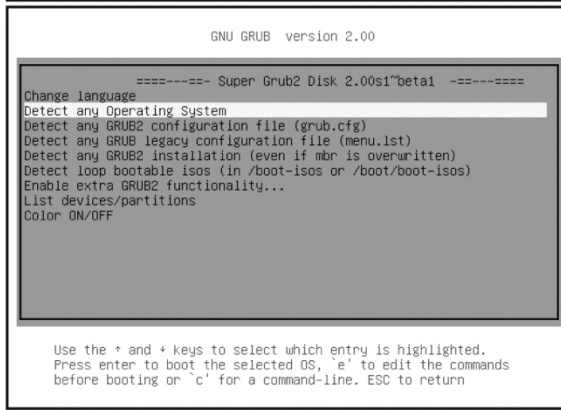 GNU GRUB  version 2.00
====---==- Super Grub2 Disk 2.00s1~beta1  -==---====
Change language
Detect any Operating System
Detect any GRUB2 configuration file (grub.cfg)
Detect any GRUB legacy configuration file (menu.lst)
Detect any GRUB2 installation (even if mbr is overwritten)
Detect loop bootable isos (in /boot-isos or /boot/boot-isos)
Enable extra GRUB2 functionality...
List devices/partitions
Color ON/OFF
Use the ↑ and ↓ keys to select which entry is highlighted.
Press enter to boot the selected OS, `e' to edit the commands
before booting or `c' for a command-line. ESC to return